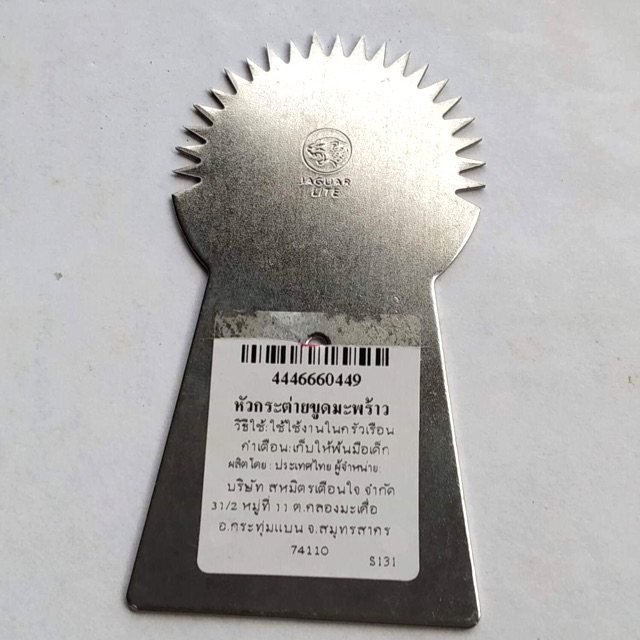 JAGUAR
LITE
4446660449
หัวกระต่ายขูดมะพร้าว
วิธีใช้:ใช้ใช้งานในครัวเรือน
คำเตือน:เก็บให้พ้นมือเด็ก
ผลิตโดย : ประเทศไทย ผู้จำหน่าย:
บริษัท สหมิตรเตือนใจ จำกัด
31/2 หมู่ที่ 11 ต.คลองมะเดื่อ
อ.กระทุ่มแบน จ.สมุทรสาคร
74110
S131